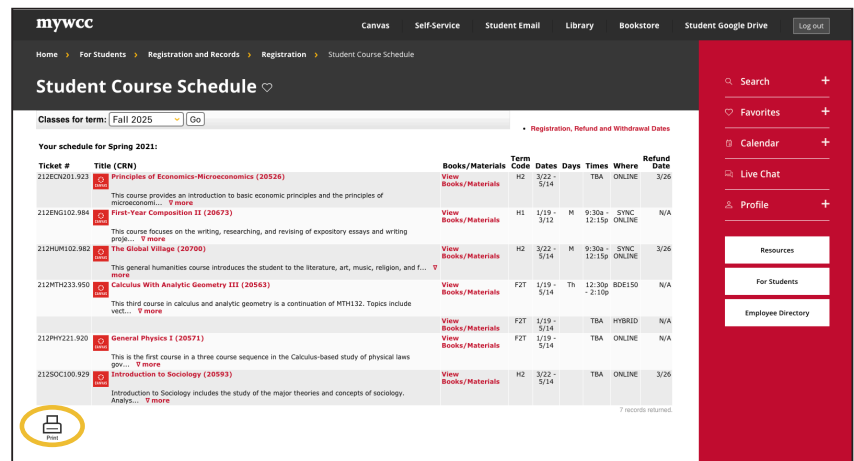 mywcc
Canvas Self-Service Student Email Library Bookstore Student Google Drive Log out
Home › For Students › Registration and Records › Registration › Student Course Schedule
Student Course Schedule
Classes for term: Fall 2025 Go
• Registration, Refund and Withdrawal Dates
Your schedule for Spring 2021:
Ticket # Title (CRN) Books/Materials Term Code Dates Days Times Where Refund Date
212ECN201.923 Principles of Economics-Microeconomics (20526) View Books/Materials H2 3/22 - 5/14 TBA ONLINE 3/26
This course provides an introduction to basic economic principles and the principles of
microeconomi... ∇ more
212ENG102.984 First-Year Composition II (20673) View Books/Materials H1 1/19 - 3/12 M 9:30a - 12:15p SYNC ONLINE N/A
This course focuses on the writing, researching, and revising of expository essays and writing
proje... ∇ more
212HUM102.982 The Global Village (20700) View Books/Materials H2 3/22 - 5/14 M 9:30a - 12:15p SYNC ONLINE 3/26
This general humanities course introduces the student to the literature, art, music, religion, and f... ∇
more
212MTH233.950 Calculus With Analytic Geometry III (20563) View Books/Materials F2T 1/19 - 5/14 Th 12:30p - 2:10p BDE150 N/A
This third course in calculus and analytic geometry is a continuation of MTH132. Topics include
vect... ∇ more
View Books/Materials F2T 1/19 - 5/14 TBA HYBRID N/A
212PHY221.920 General Physics I (20571) View Books/Materials F2T 1/19 - 5/14 TBA ONLINE N/A
This is the first course in a three course sequence in the Calculus-based study of physical laws
gov... ∇ more
212SOC100.929 Introduction to Sociology (20593) View Books/Materials H2 3/22 - 5/14 TBA ONLINE 3/26
Introduction to Sociology includes the study of the major theories and concepts of sociology.
Analys... ∇ more
7 records returned.
Print
Search +
Favorites +
Calendar +
Live Chat
Profile +
Resources
For Students
Employee Directory